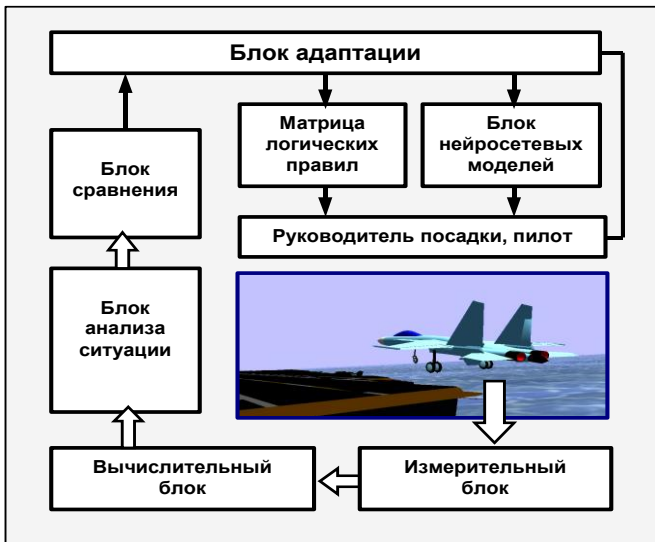 Блок адаптации
Матрица
логических
правил
Блок
нейросетевых
моделей
Блок
сравнения
Руководитель посадки, пилот
Блок
анализа
ситуации
Вычислительный
блок
Измерительный
блок